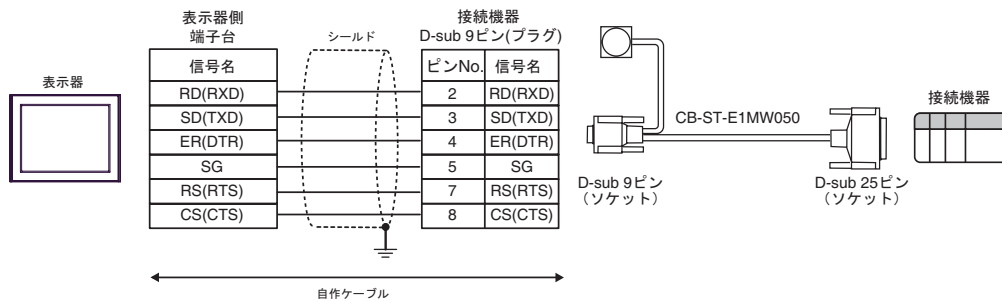 表示器
表示器側
端子台
シールド
接続機器
D-sub 9ピン(プラグ)
信号名
ピンNo. 信号名
RD(RXD) 2 RD(RXD)
SD(TXD) 3 SD(TXD)
ER(DTR) 4 ER(DTR)
SG 5 SG
RS(RTS) 7 RS(RTS)
CS(CTS) 8 CS(CTS)
自作ケーブル
CB-ST-E1MW050
D-sub 9ピン
(ソケット)
D-sub 25ピン
(ソケット)
接続機器